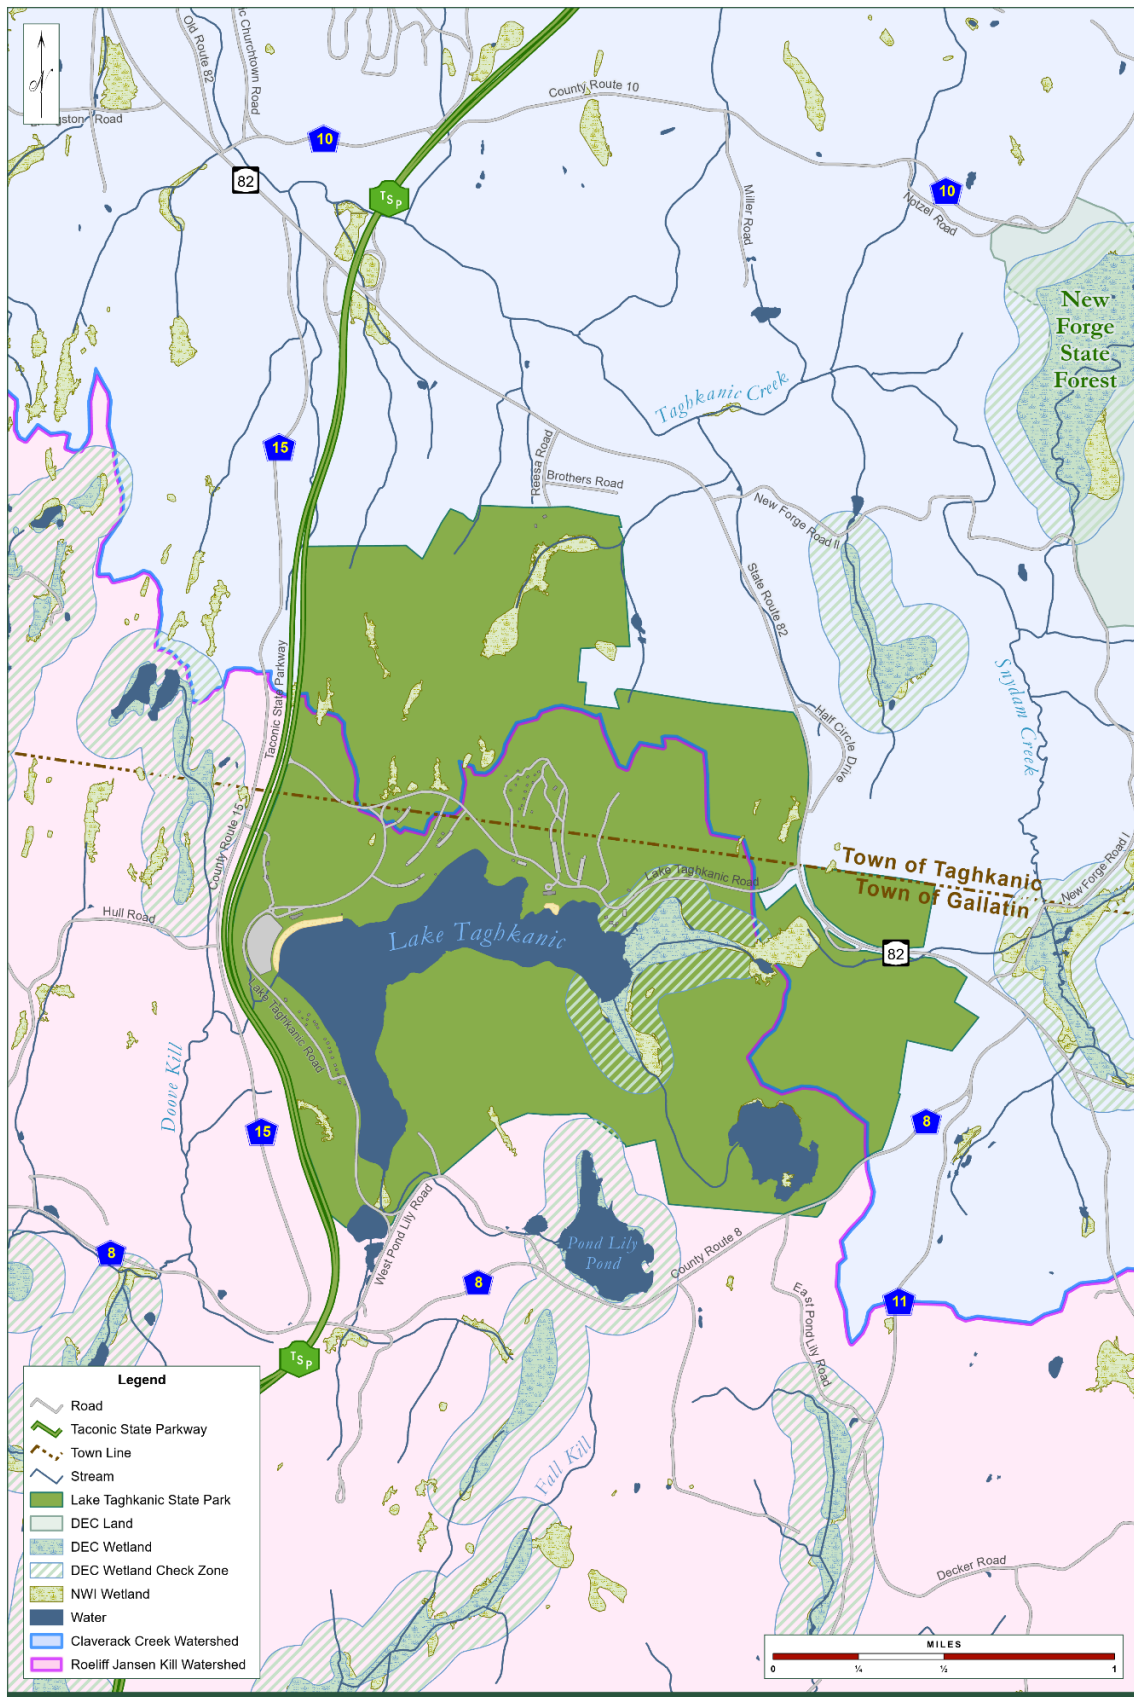 N
Old Route 82
Churchtown Road
Road
County Route 10
10
82
T S P
10
Notzel Road
Miller Road
New
Forge
State
Forest
Taghkanic Creek
15
Reesa Road
Brothers Road
New Forge Road II
State Route 82
Snydam Creek
Taconic State Parkway
Half Circle Drive
County Route 15
Town of Taghkanic
Town of Gallatin
New Forge Road I
Lake Taghkanic Road
Hull Road
Lake Taghkanic
82
Lake Taghkanic Road
Doove Kill
15
8
West Pond Lily Road
Pond Lily
Pond
County Route 8
8
8
11
East Pond Lily Road
T S P
Fall Kill
Decker Road
Legend
Road
Taconic State Parkway
Town Line
Stream
Lake Taghkanic State Park
DEC Land
DEC Wetland
DEC Wetland Check Zone
NWI Wetland
Water
Claverack Creek Watershed
Roeliff Jansen Kill Watershed
MILES
0 ¼ ½ 1